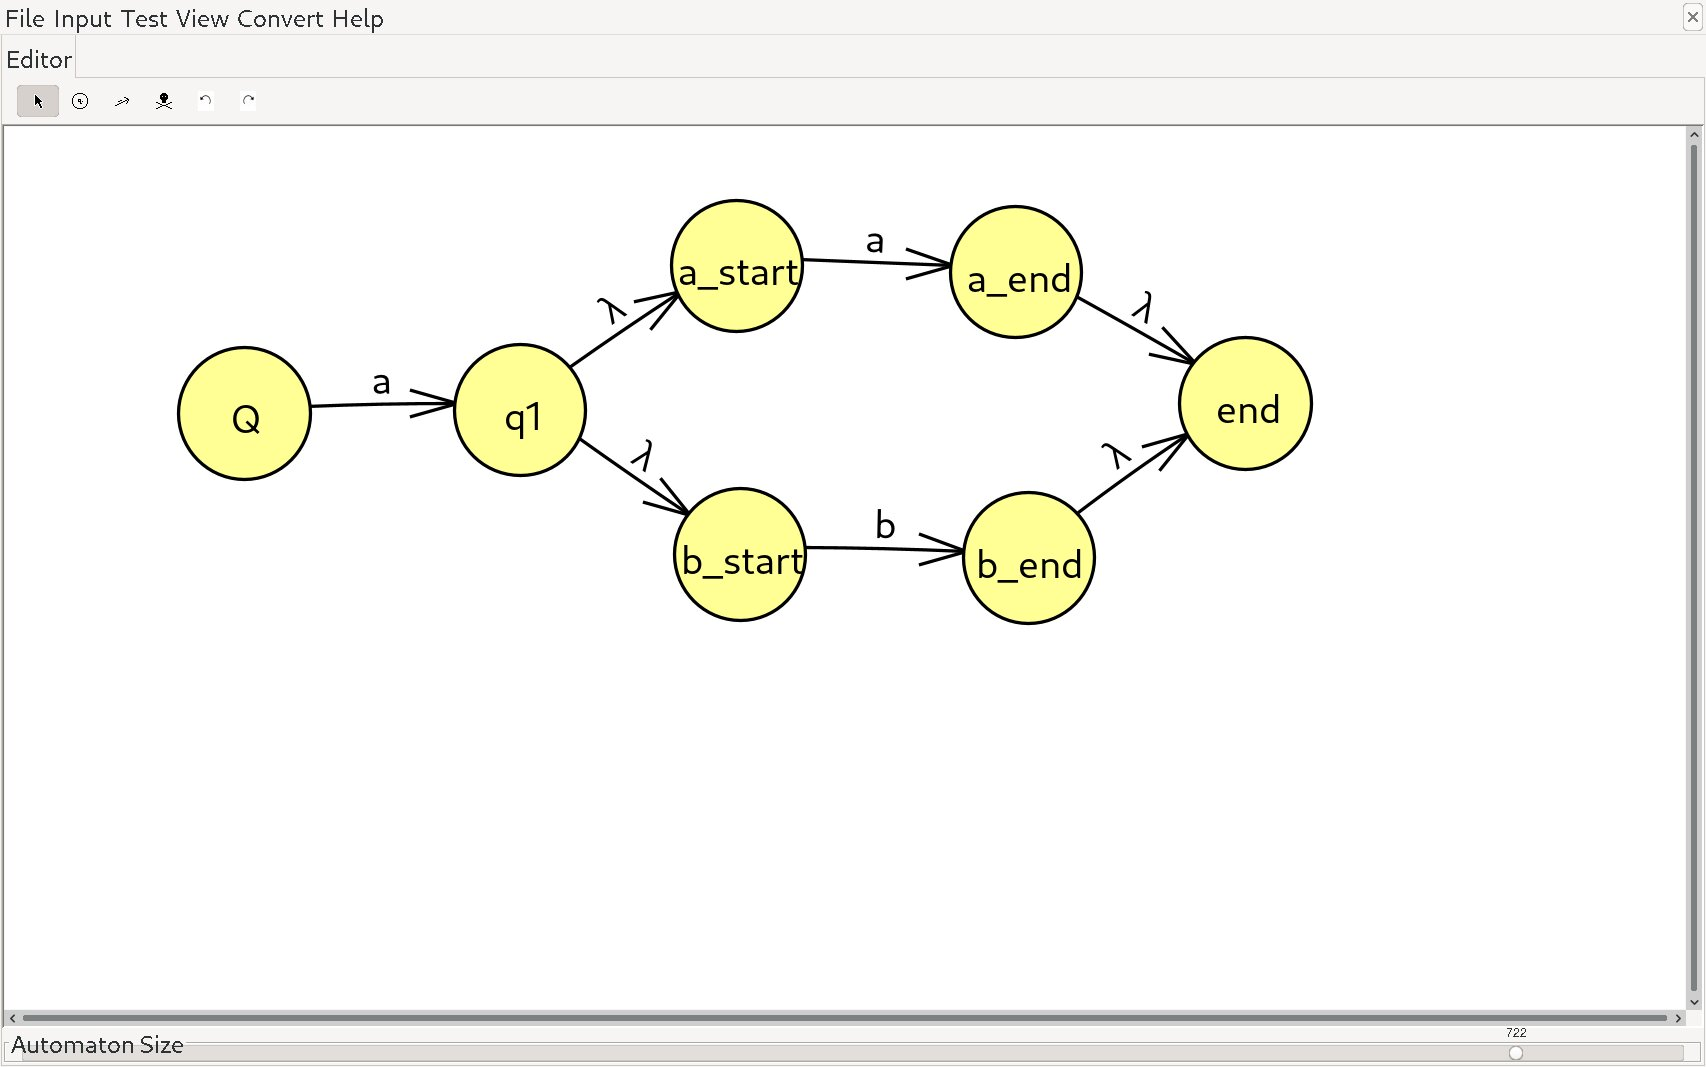 File Input Test View Convert Help
Editor
a_start
a
a_end
λ
λ
Q
a
q1
end
λ
λ
b_start
b
b_end
722
Automaton Size